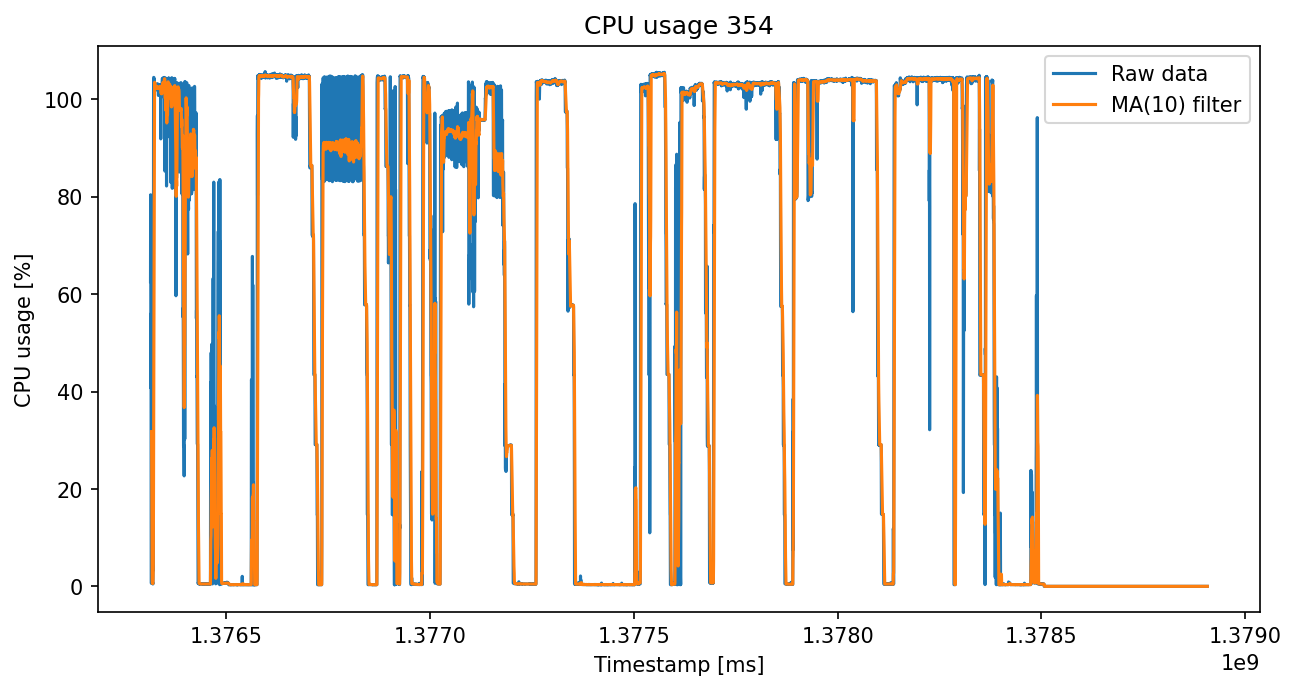 CPU usage 354
Raw data
MA(10) filter
CPU usage [%]
100
80
60
40
20
0
1.3765 1.3770 1.3775 1.3780 1.3785 1.3790
1e9
Timestamp [ms]